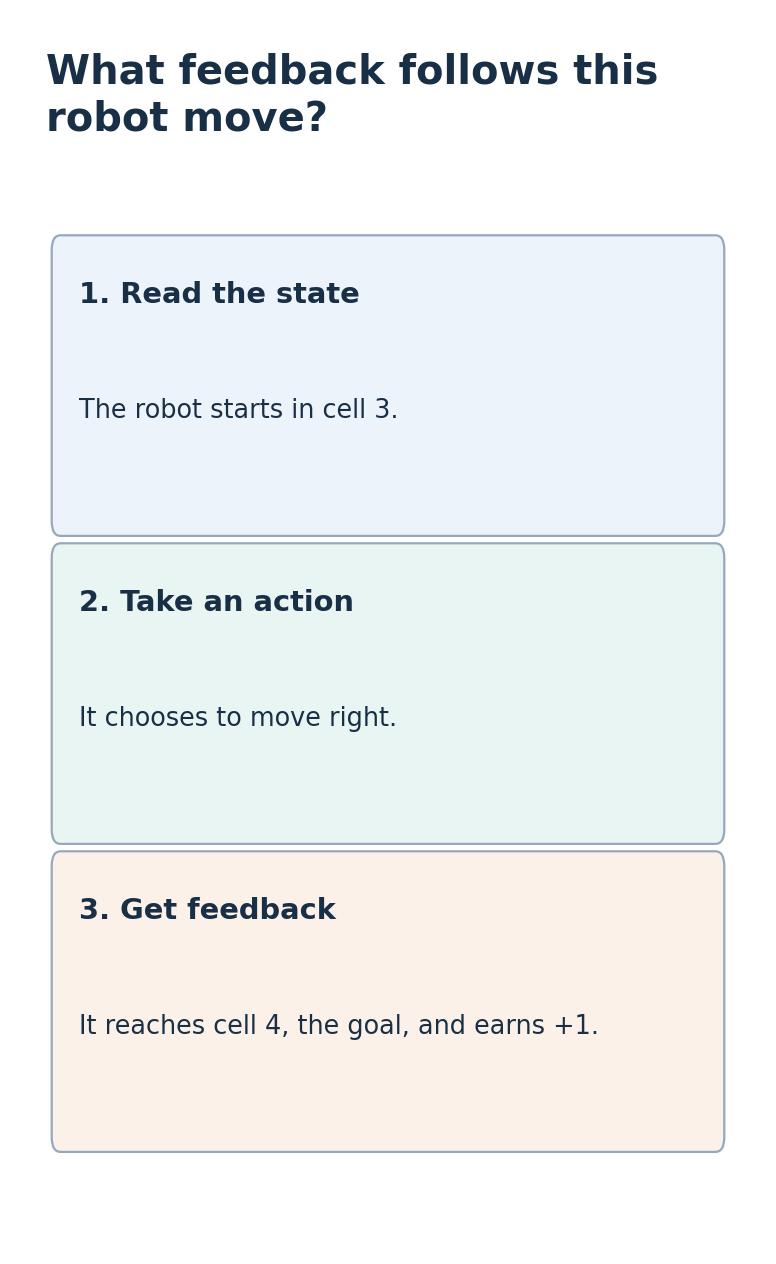 What feedback follows this
robot move?
1. Read the state
The robot starts in cell 3.
2. Take an action
It chooses to move right.
3. Get feedback
It reaches cell 4, the goal, and earns +1.